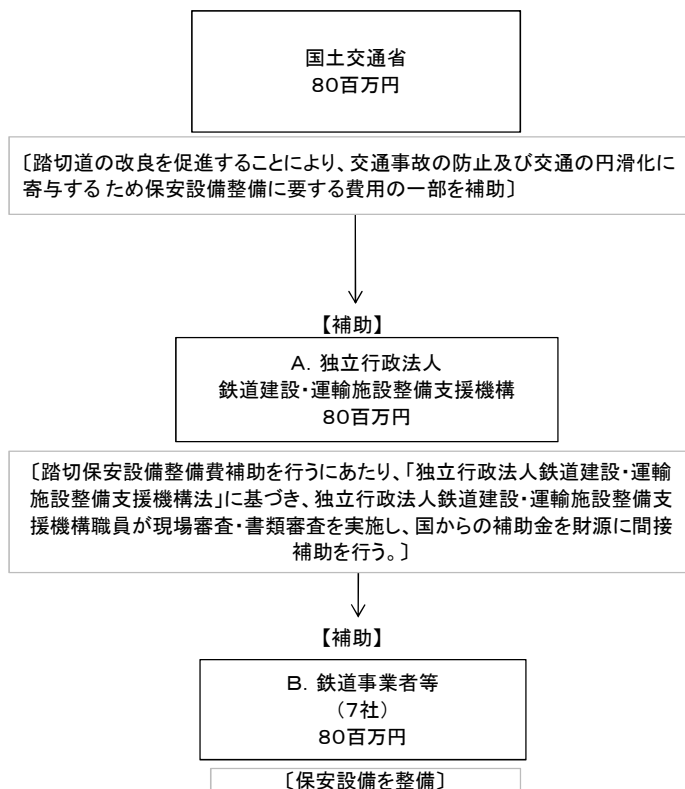 国土交通省
80百万円
〔踏切道の改良を促進することにより、交通事故の防止及び交通の円滑化に
寄与するため保安設備整備に要する費用の一部を補助〕
【補助】
A．独立行政法人
鉄道建設・運輸施設整備支援機構
80百万円
〔踏切保安設備整備費補助を行うにあたり、「独立行政法人鉄道建設・運輸
施設整備支援機構法」に基づき、独立行政法人鉄道建設・運輸施設整備支
援機構職員が現場審査・書類審査を実施し、国からの補助金を財源に間接
補助を行う。〕
【補助】
B．鉄道事業者等
（7社）
80百万円
〔保安設備を整備〕